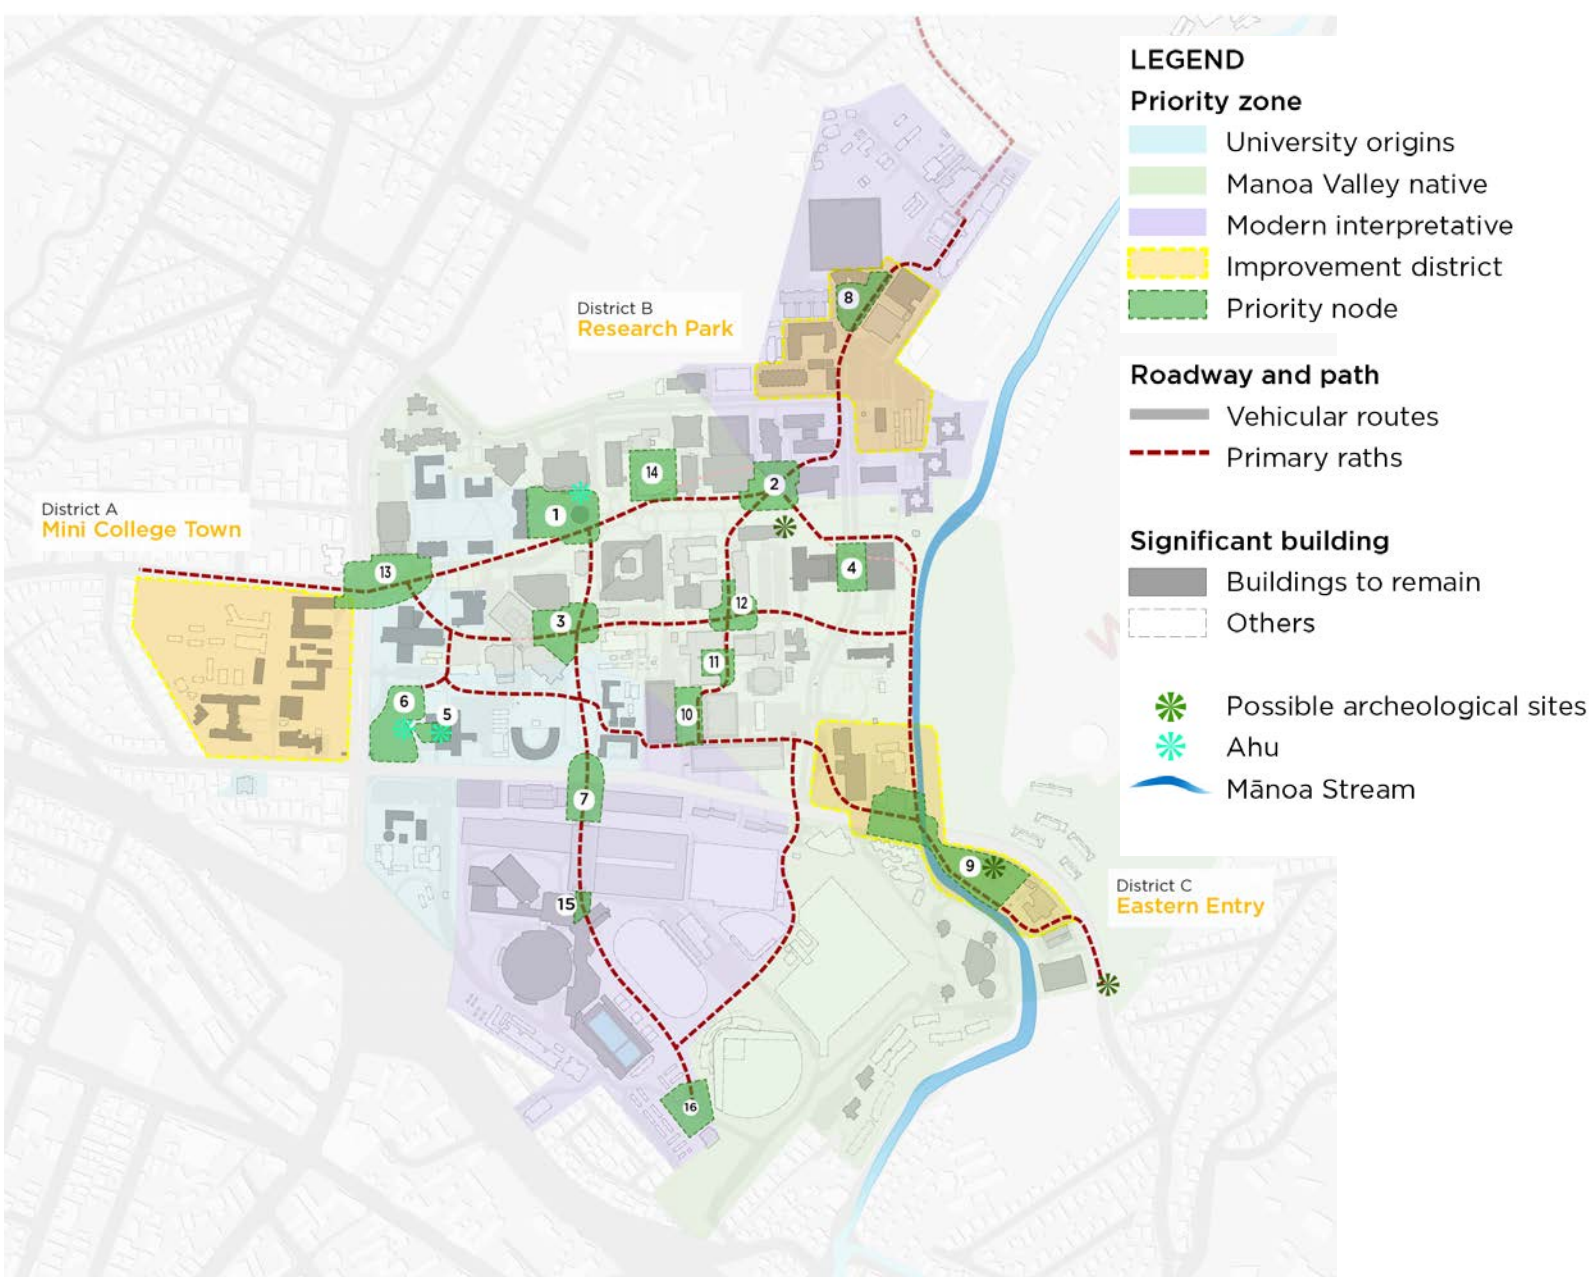 LEGEND
Priority zone
University origins
Manoa Valley native
Modern interpretative
Improvement district
Priority node
Roadway and path
Vehicular routes
Primary raths
Significant building
Buildings to remain
Others
Possible archeological sites
Ahu
Mānoa Stream
District B
Research Park
District A
Mini College Town
District C
Eastern Entry
8
14
2
1
13
4
12
3
11
6
5
10
7
9
15
16